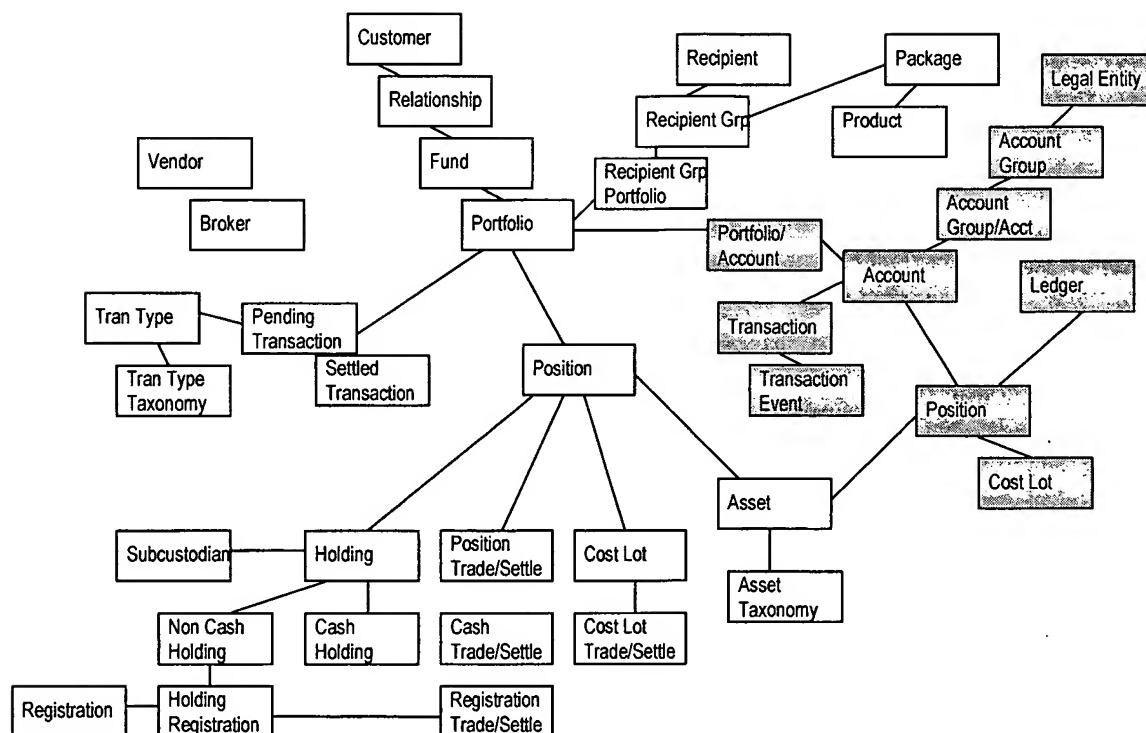 Customer
Recipient
Package
Legal Entity
Relationship
Recipient Grp
Product
Account
Group
Vendor
Fund
Recipient Grp
Portfolio
Account
Group/Acct
Broker
Portfolio
Portfolio/
Account
Account
Ledger
Tran Type
Pending
Transaction
Transaction
Tran Type
Taxonomy
Settled
Transaction
Position
Transaction
Event
Position
Cost Lot
Asset
Subcustodian
Holding
Position
Trade/Settle
Cost Lot
Asset
Taxonomy
Non Cash
Holding
Cash
Holding
Cash
Trade/Settle
Cost Lot
Trade/Settle
Registration
Holding
Registration
Registration
Trade/Settle